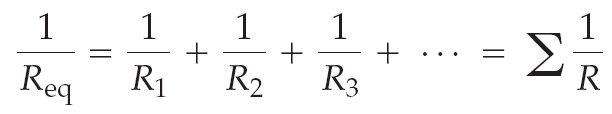 1/R_eq = 1/R_1 + 1/R_2 + 1/R_3 + ⋯ = ∑ 1/R